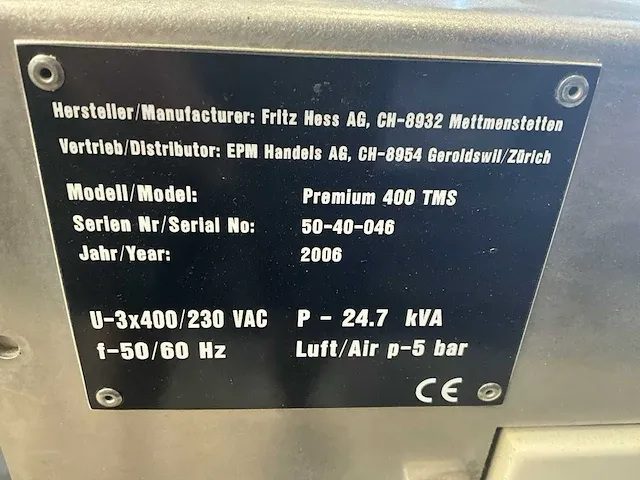 Hersteller/Manufacturer: Fritz Hess AG, CH-8932 Mettmenstetten
Vertrieb/Distributor: EPM Handels AG, CH-8954 Geroldswil/Zürich
Modell/Model: Premium 400 TMS
Serien Nr/Serial No: 50-40-046
Jahr/Year: 2006
U-3x400/230 VAC P - 24.7 kVA
f-50/60 Hz Luft/Air p-5 bar
CE